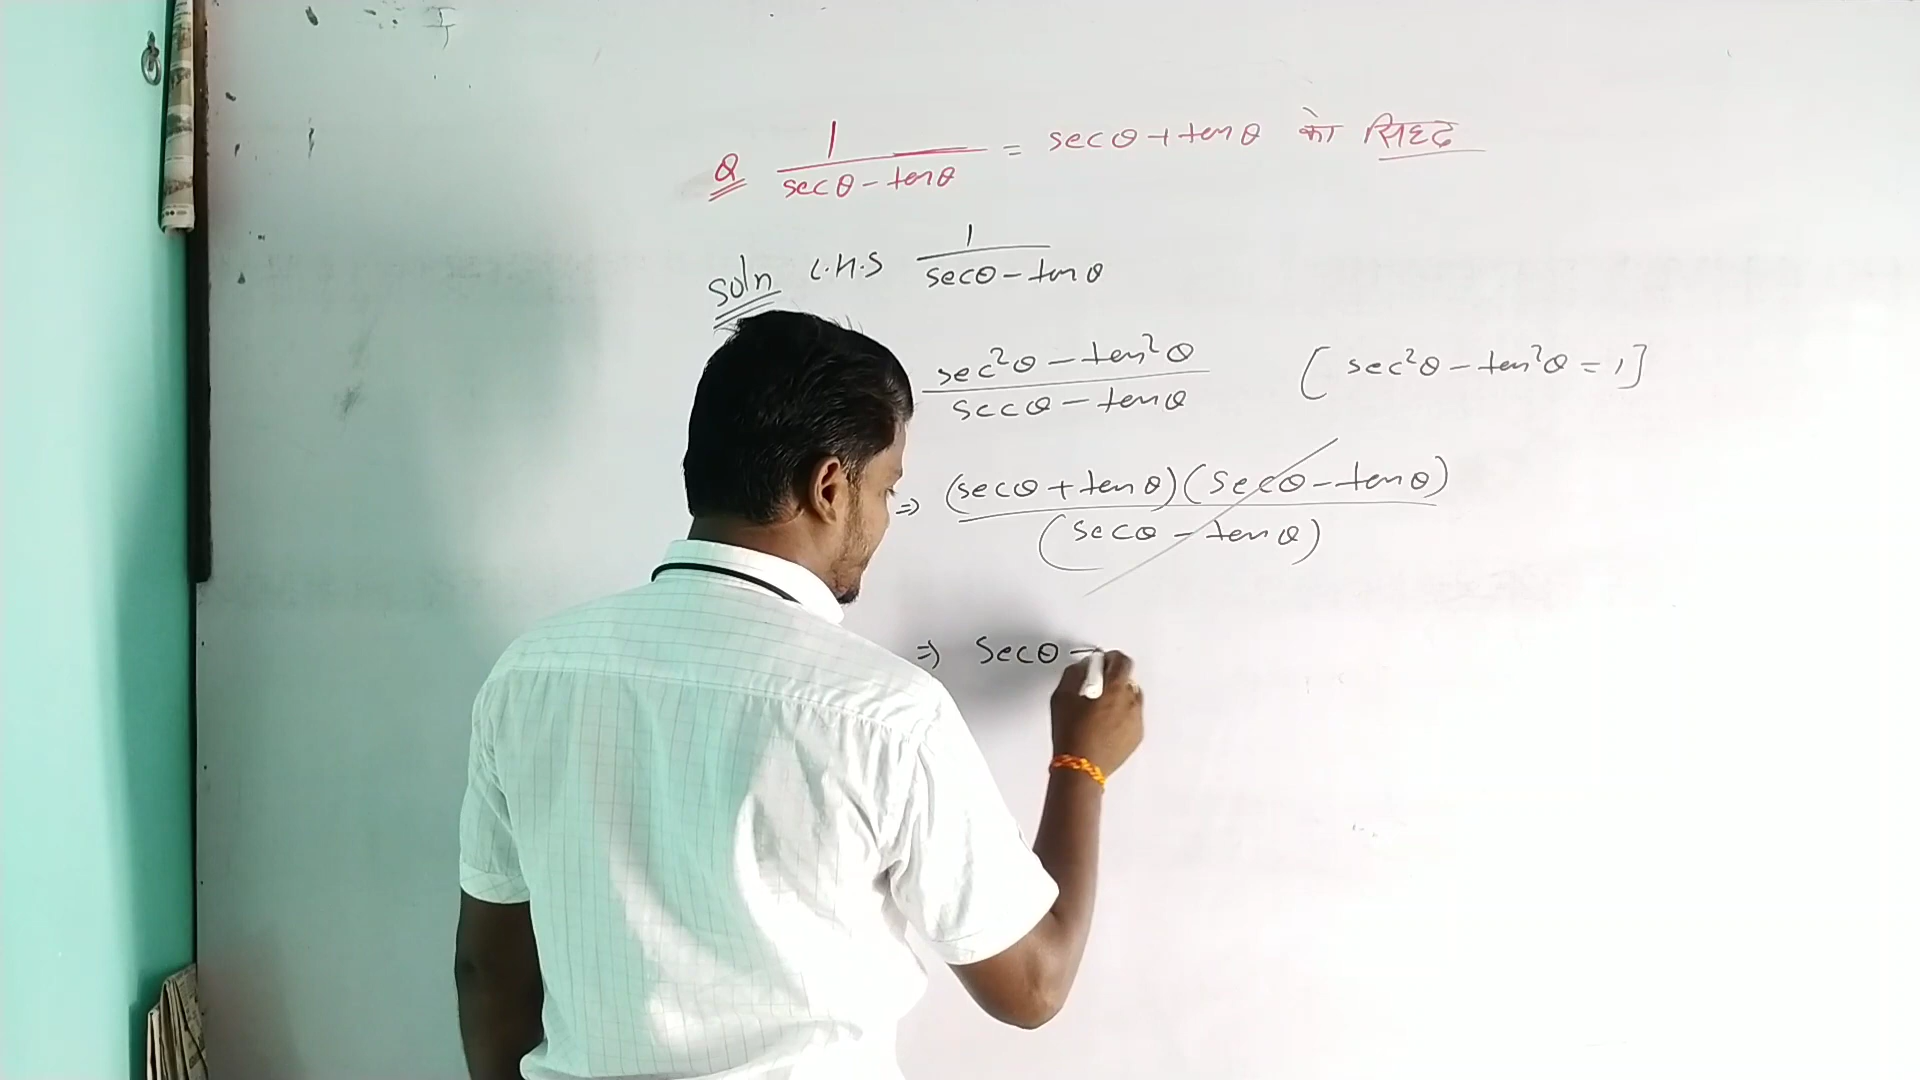 Q 1/(secθ - tanθ) = secθ + tanθ को सिद्ध
Soln L.H.S 1/(secθ - tanθ)
(sec²θ - tan²θ)/(secθ - tanθ) [sec²θ - tan²θ = 1]
⇒ (secθ + tanθ)(secθ - tanθ)/(secθ - tanθ)
⇒ secθ